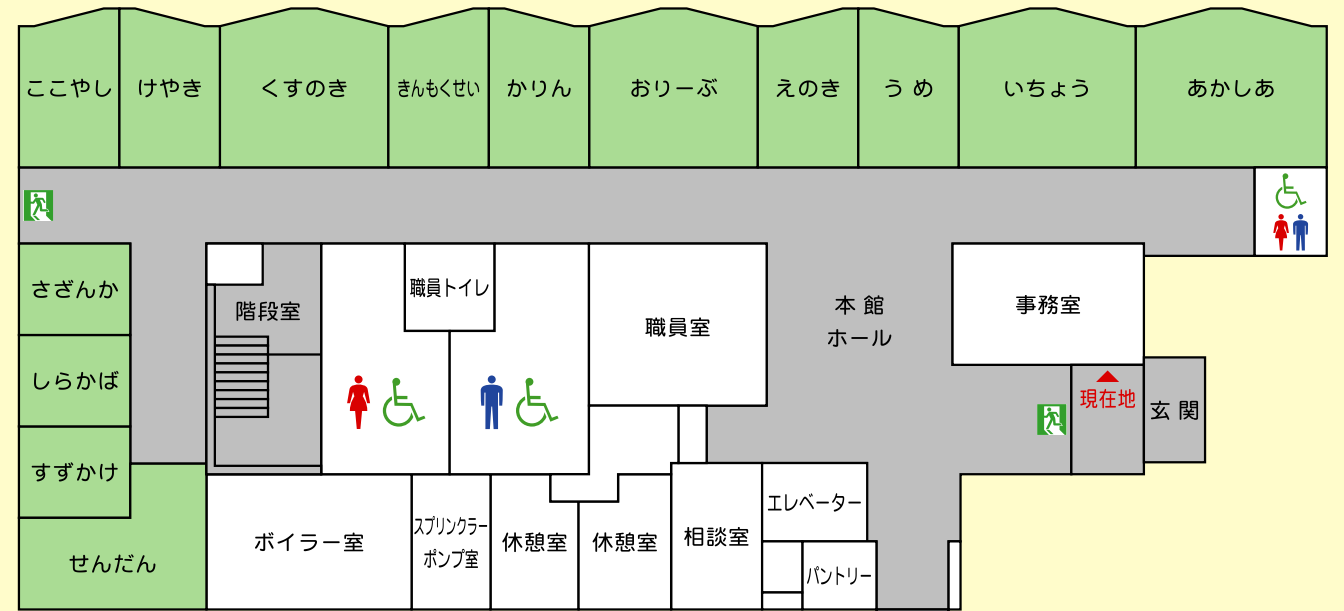 ここやし
けやき
くすのき
きんもくせい
かりん
おりーぶ
えのき
うめ
いちょう
あかしあ
さざんか
しらかば
すずかけ
せんだん
階段室
職員トイレ
職員室
本館
ホール
事務室
現在地
玄関
ボイラー室
スプリンクラー
ポンプ室
休憩室
休憩室
相談室
エレベーター
パントリー